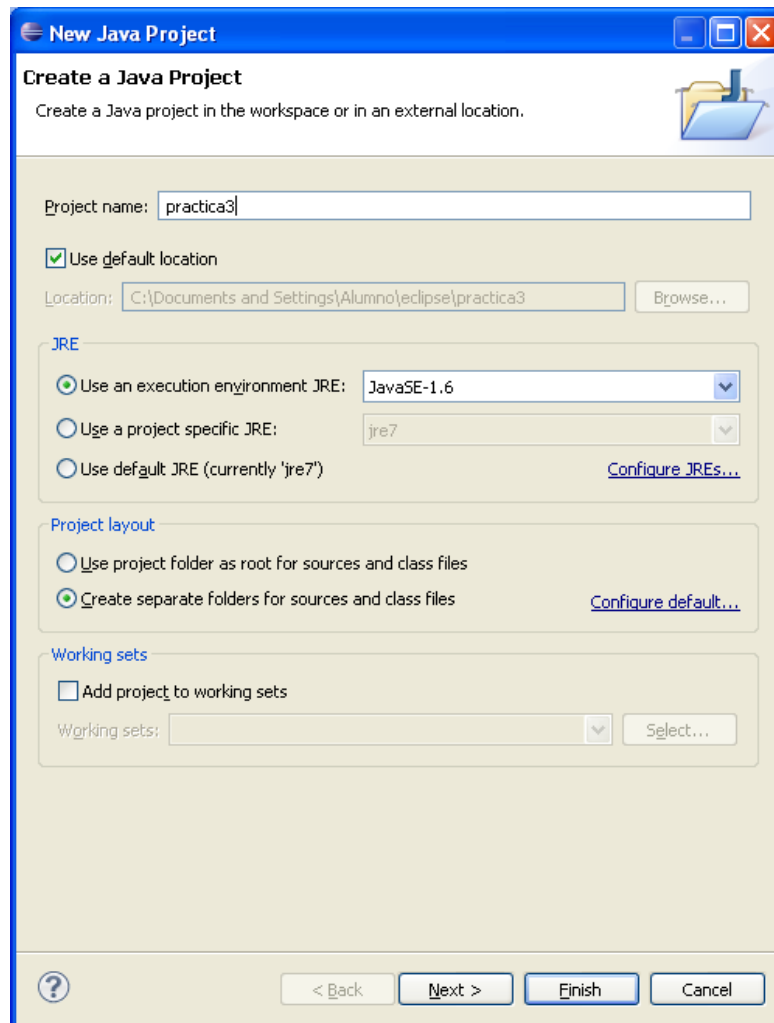 New Java Project
Create a Java Project
Create a Java project in the workspace or in an external location.
Project name: practica3
Use default location
Location: C:\Documents and Settings\Alumno\eclipse\practica3 Browse...
JRE
Use an execution environment JRE: JavaSE-1.6
Use a project specific JRE: jre7
Use default JRE (currently 'jre7') Configure JREs...
Project layout
Use project folder as root for sources and class files
Create separate folders for sources and class files Configure default...
Working sets
Add project to working sets
Working sets: Select...
? < Back Next > Finish Cancel